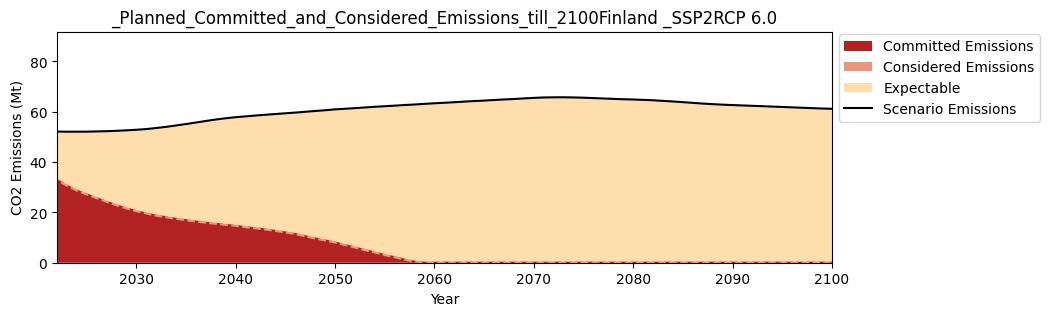 _Planned_Committed_and_Considered_Emissions_till_2100Finland _SSP2RCP 6.0
Committed Emissions
Considered Emissions
Expectable
Scenario Emissions
CO2 Emissions (Mt)
80
60
40
20
0
2030 2040 2050 2060 2070 2080 2090 2100
Year